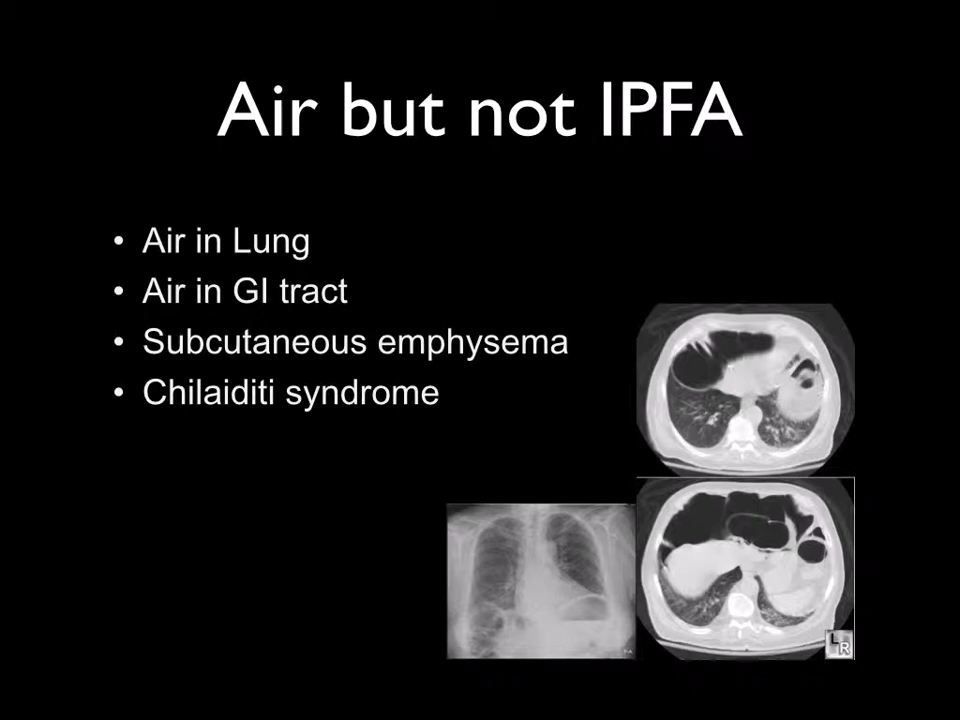 Air but not IPFA
• Air in Lung
• Air in GI tract
• Subcutaneous emphysema
• Chilaiditi syndrome
L
R